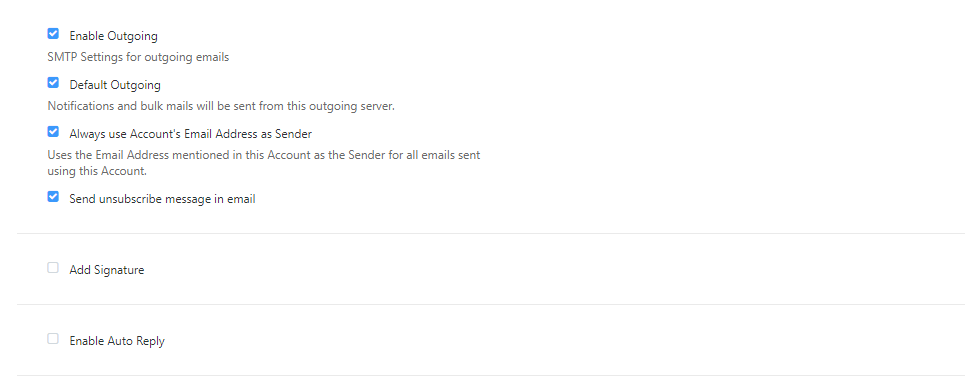 Enable Outgoing
SMTP Settings for outgoing emails
Default Outgoing
Notifications and bulk mails will be sent from this outgoing server.
Always use Account's Email Address as Sender
Uses the Email Address mentioned in this Account as the Sender for all emails sent
using this Account.
Send unsubscribe message in email
Add Signature
Enable Auto Reply